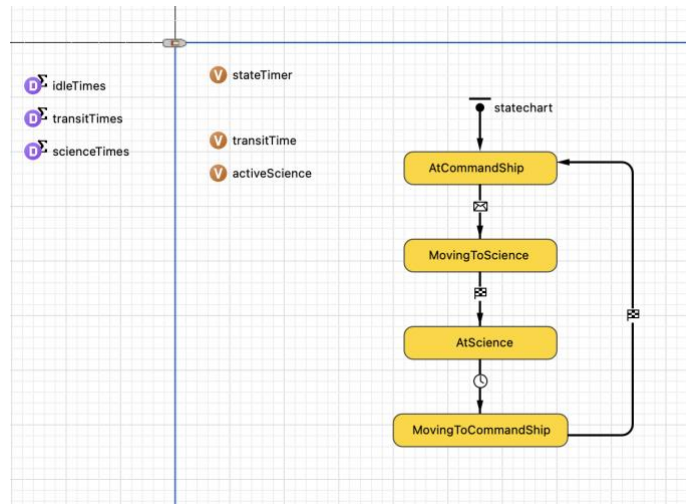 idleTimes
transitTimes
scienceTimes
stateTimer
transitTime
activeScience
statechart
AtCommandShip
MovingToScience
AtScience
MovingToCommandShip
D Σ
D Σ
D Σ
V
V
V